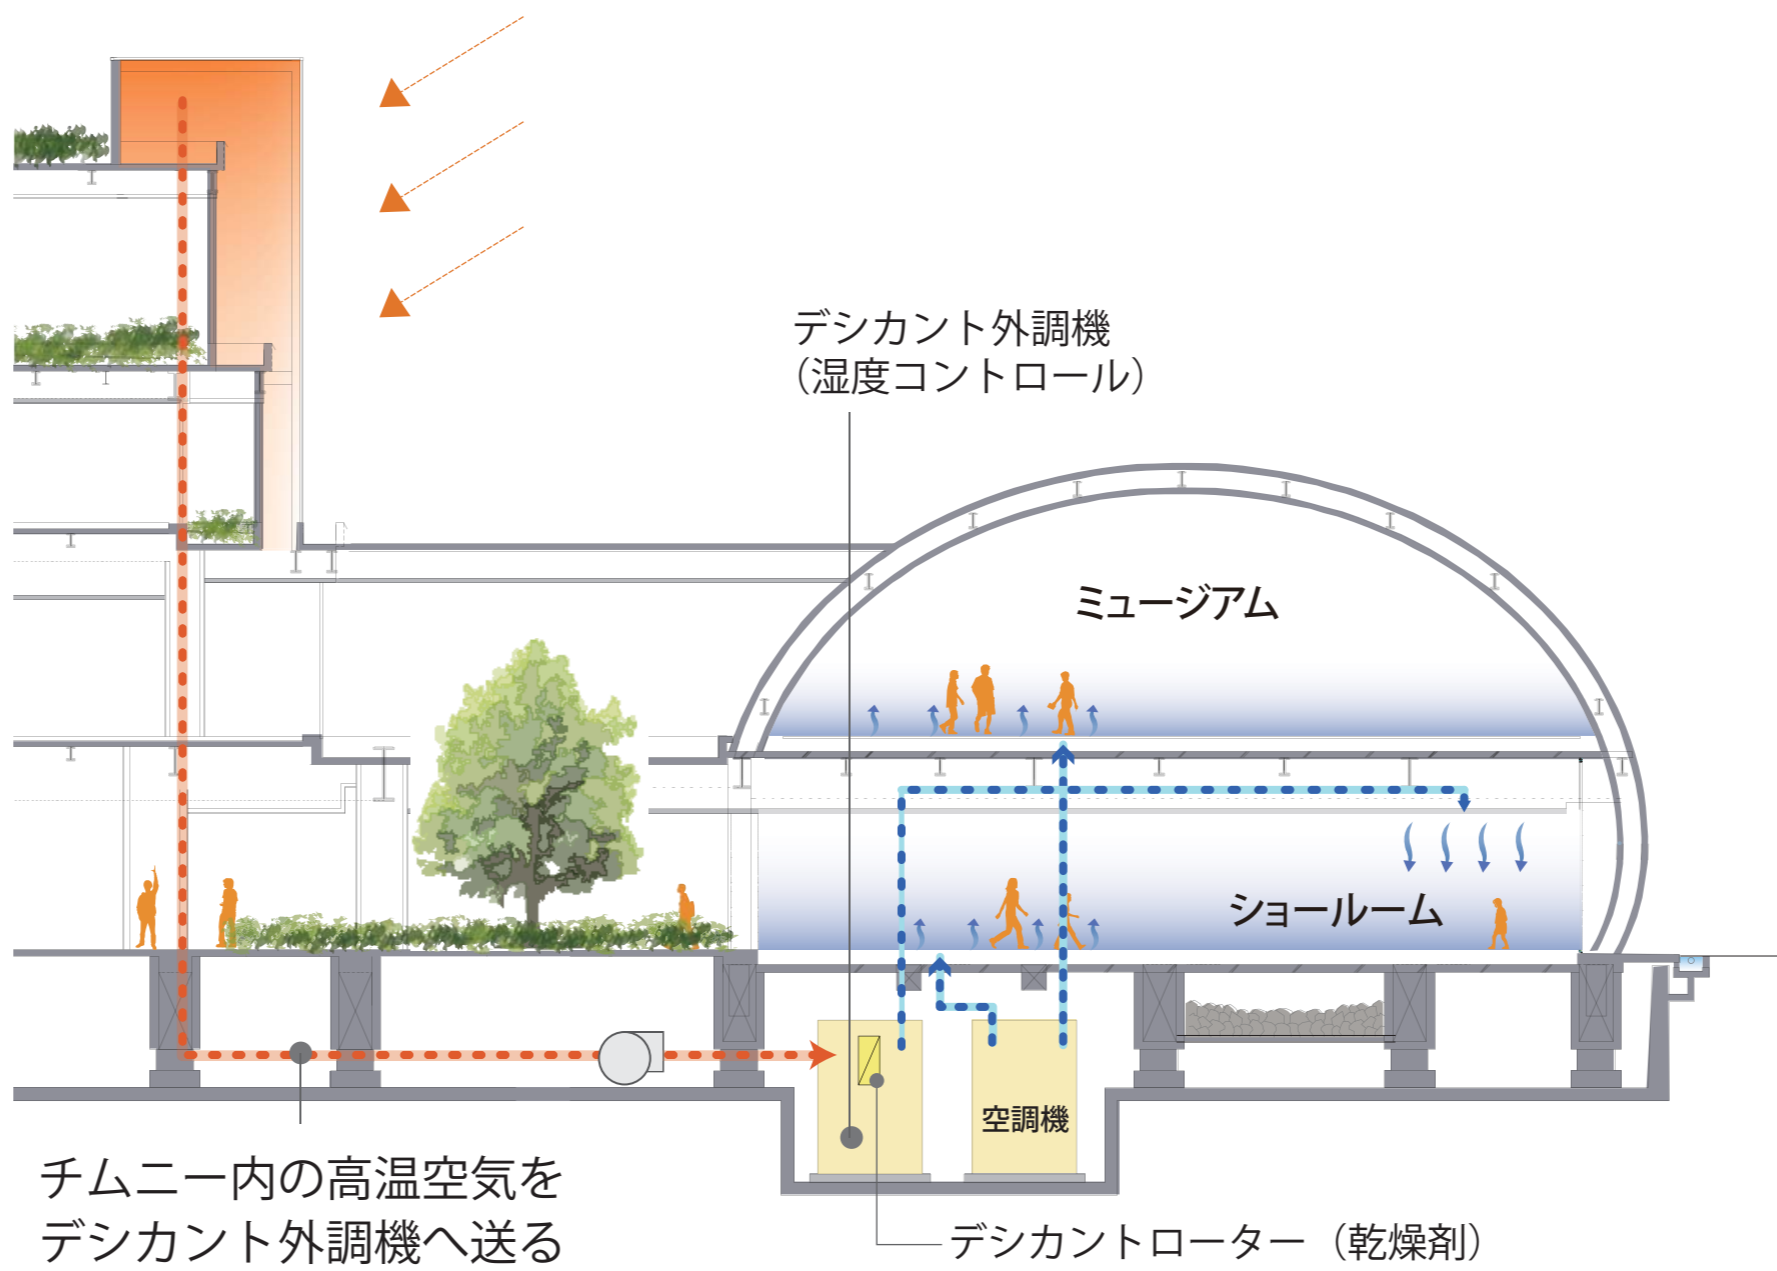 デシカント外調機
（湿度コントロール）
ミュージアム
ショールーム
空調機
チムニー内の高温空気を
デシカント外調機へ送る
デシカントローター（乾燥剤）